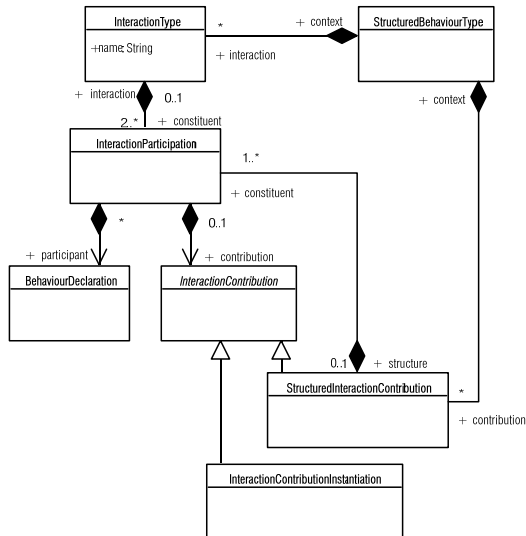 InteractionType
* + context
StructuredBehaviourType
+name: String
+ interaction
+ interaction 0..1
+ context
2..* + constituent
InteractionParticipation
1..*
+ constituent
*
0..1
+ participant
+ contribution
BehaviourDeclaration
InteractionContribution
0..1 + structure
StructuredInteractionContribution
*
+ contribution
InteractionContributionInstantiation